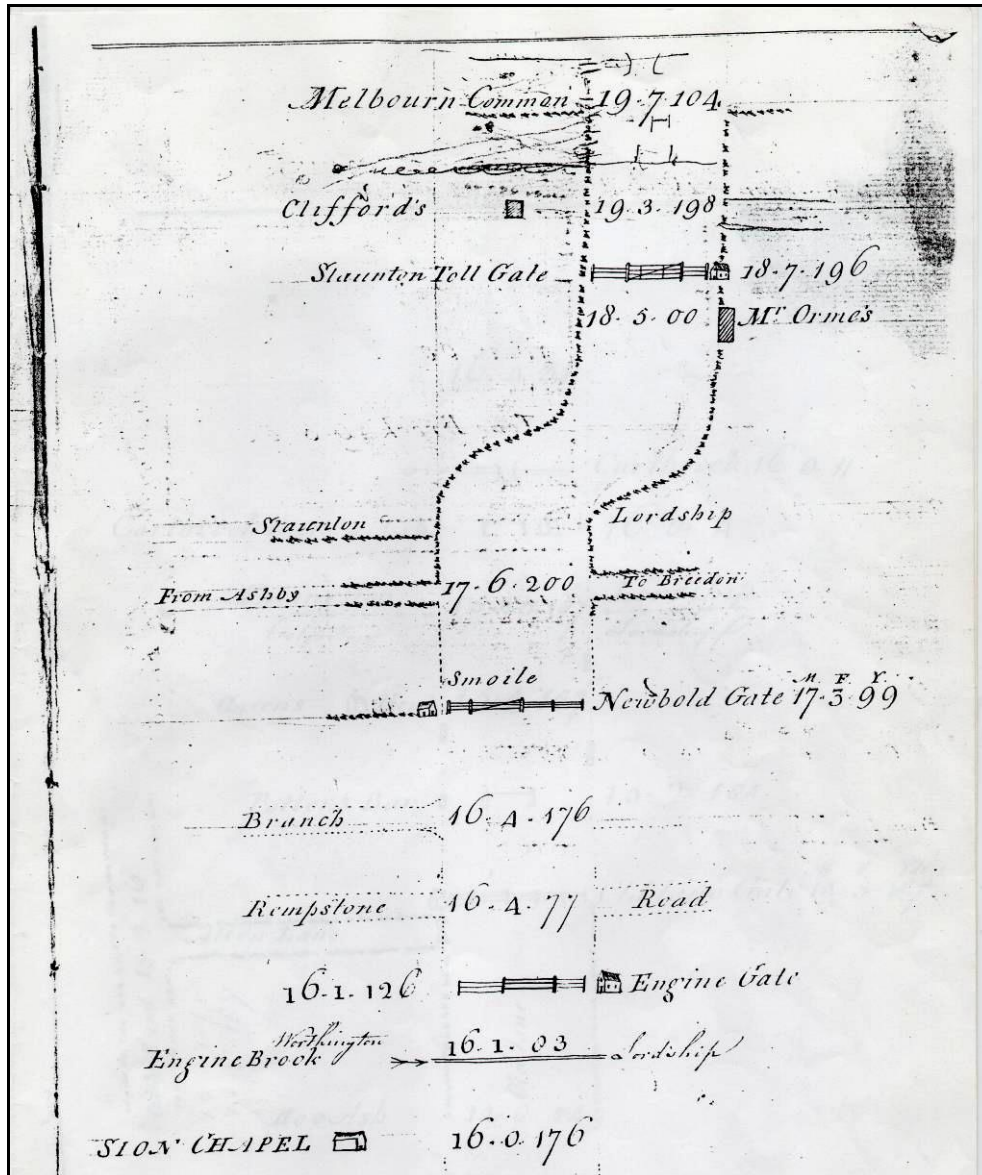 Melbourn Common 19.7.104
Clifford's 19.3.198
Staunton Toll Gate 18.7.196
18.5.00 Mr Orme's
Staunton Lordship
From Ashby 17.6.200 To Breedon
Smoile
M. F. Y.
Newbold Gate 17.3.99
Branch 16.4.176
Rempstone 16.4.77 Road
16.1.126 Engine Gate
Worthington
Engine Brook 16.1.03 Lordship
SION CHAPEL 16.0.176